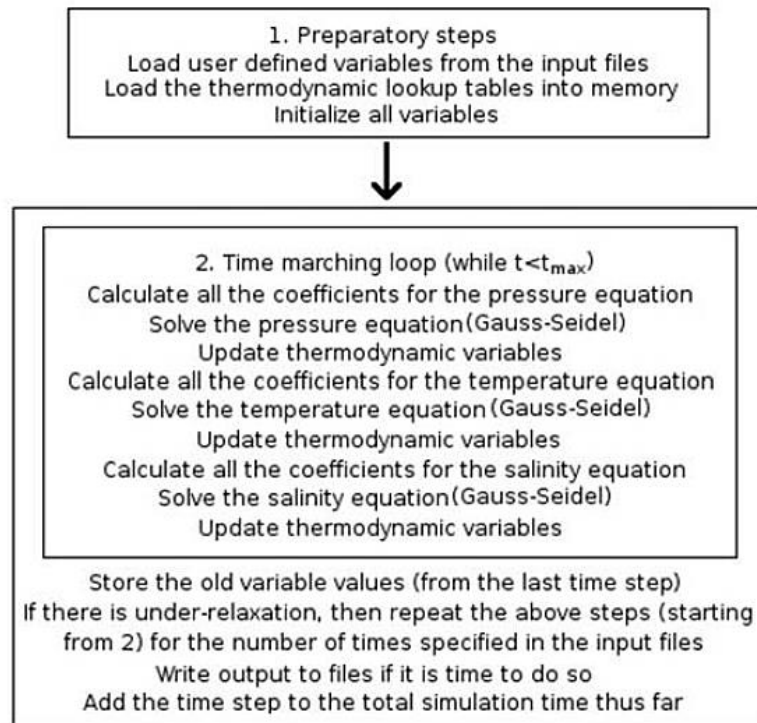 1. Preparatory steps
Load user defined variables from the input files
Load the thermodynamic lookup tables into memory
Initialize all variables
2. Time marching loop (while t<tmax)
Calculate all the coefficients for the pressure equation
Solve the pressure equation(Gauss-Seidel)
Update thermodynamic variables
Calculate all the coefficients for the temperature equation
Solve the temperature equation(Gauss-Seidel)
Update thermodynamic variables
Calculate all the coefficients for the salinity equation
Solve the salinity equation(Gauss-Seidel)
Update thermodynamic variables
Store the old variable values (from the last time step)
If there is under-relaxation, then repeat the above steps (starting
from 2) for the number of times specified in the input files
Write output to files if it is time to do so
Add the time step to the total simulation time thus far